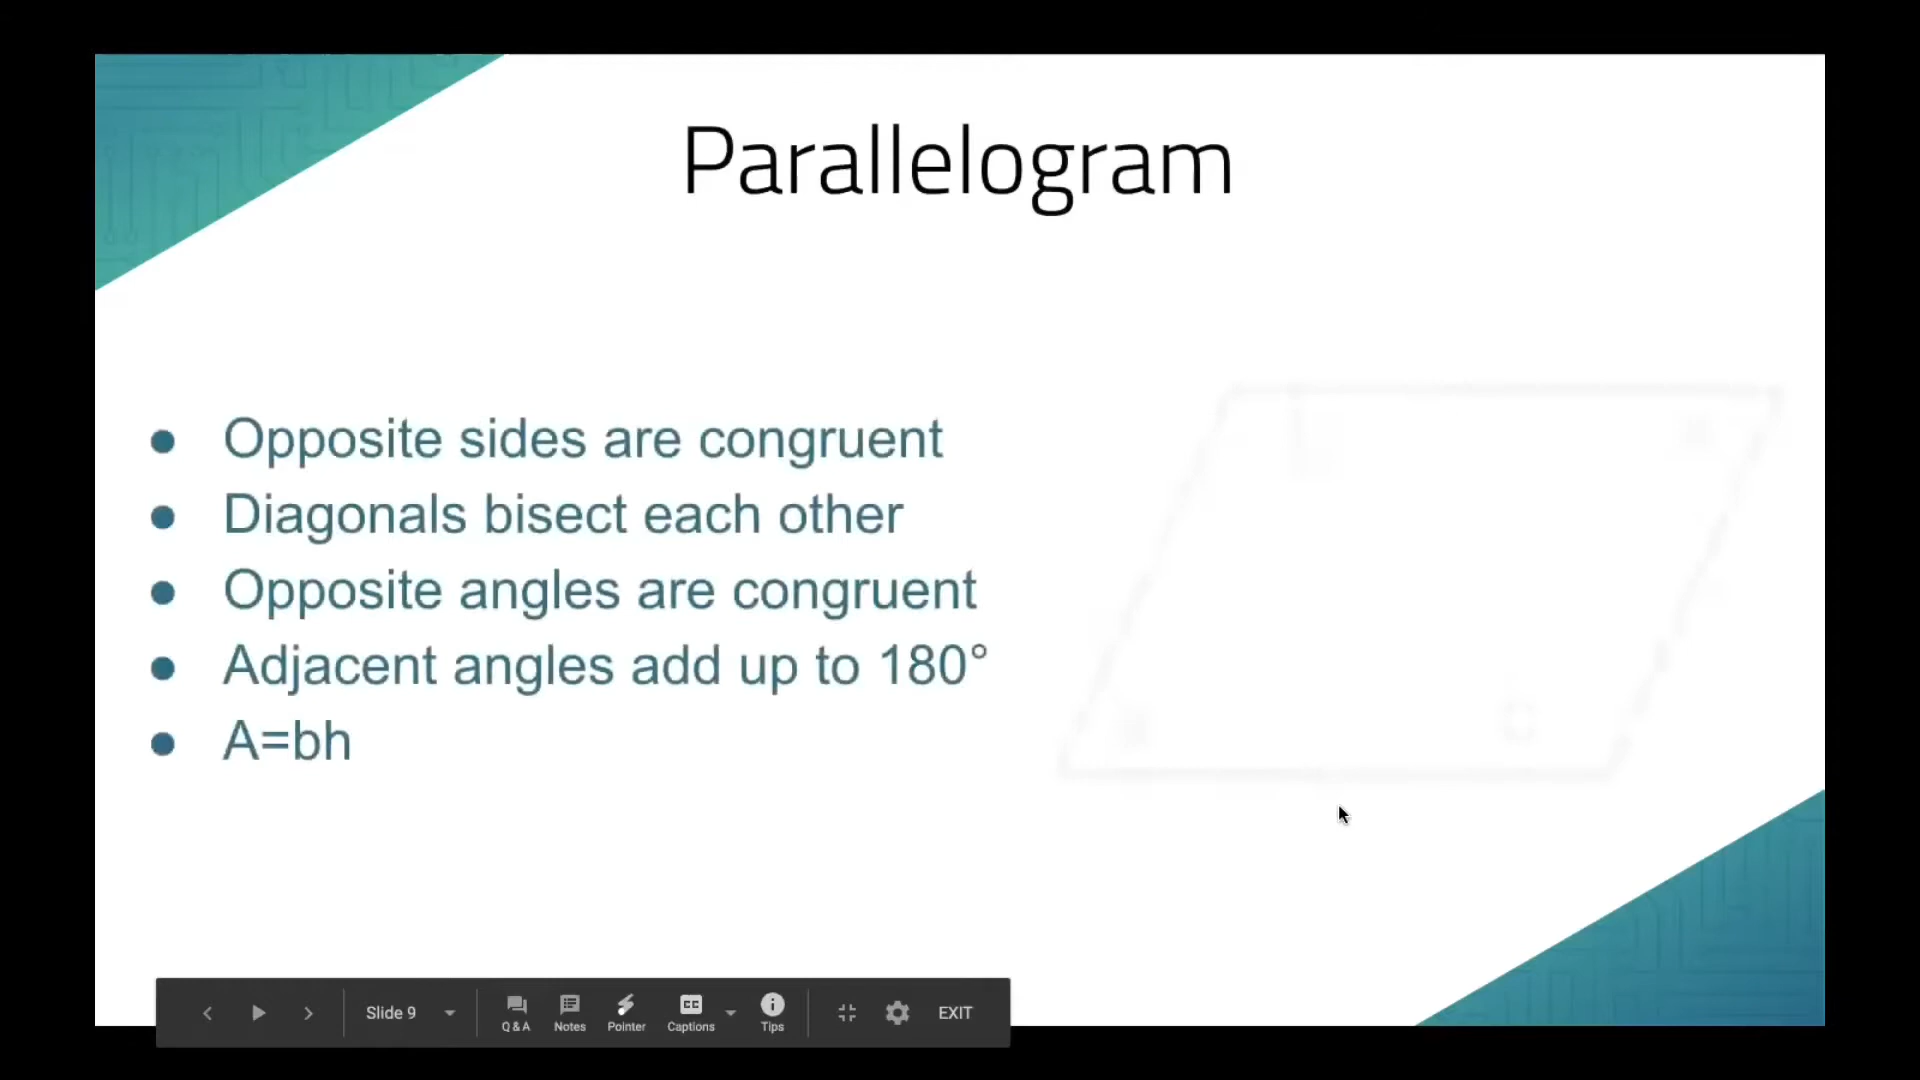 Parallelogram
● Opposite sides are congruent
● Diagonals bisect each other
● Opposite angles are congruent
● Adjacent angles add up to 180°
● A=bh
Slide 9
Q & A
Notes
CC
Pointer
Captions
Tips
EXIT